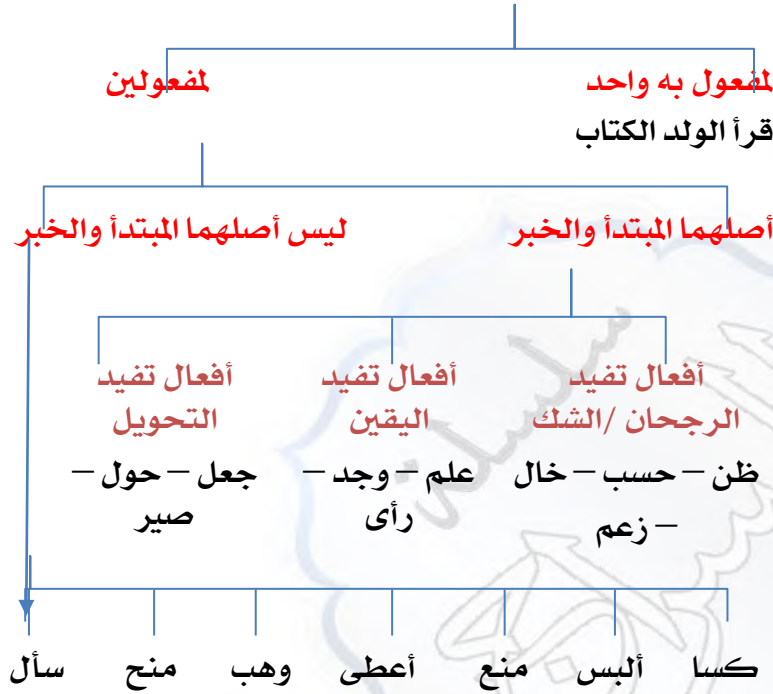 لمفعول به واحد
لمفعولين
قرأ الولد الكتاب
أصلهما المبتدأ والخبر
ليس أصلهما المبتدأ والخبر
أفعال تفيد
الرجحان /الشك
ظن – حسب – خال
– زعم
أفعال تفيد
اليقين
علم – وجد –
رأى
أفعال تفيد
التحويل
جعل – حول –
صير
كسا ألبس منع أعطى وهب منح سأل
سلسلة